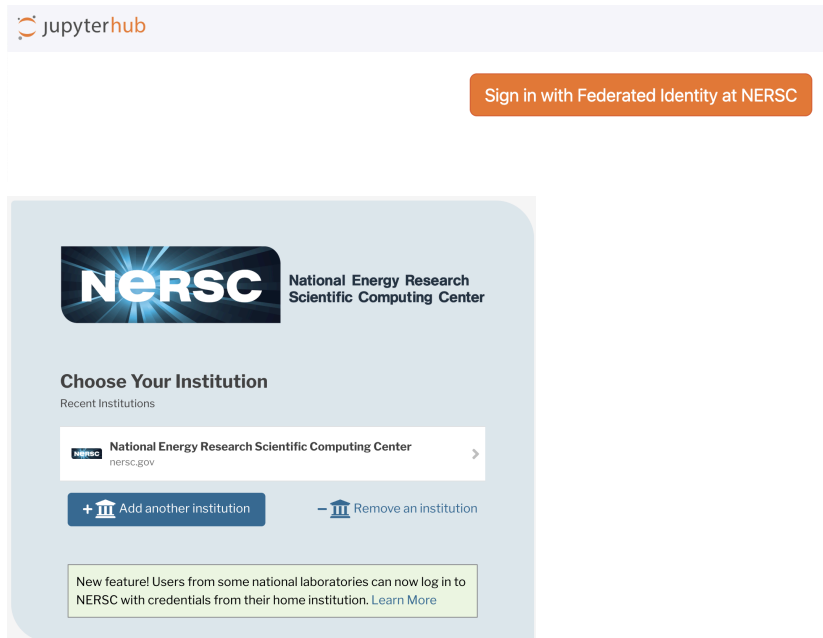 jupyterhub
Sign in with Federated Identity at NERSC
NERSC
National Energy Research
Scientific Computing Center
Choose Your Institution
Recent Institutions
NERSC
National Energy Research Scientific Computing Center
nersc.gov
+ Add another institution
− Remove an institution
New feature! Users from some national laboratories can now log in to
NERSC with credentials from their home institution. Learn More